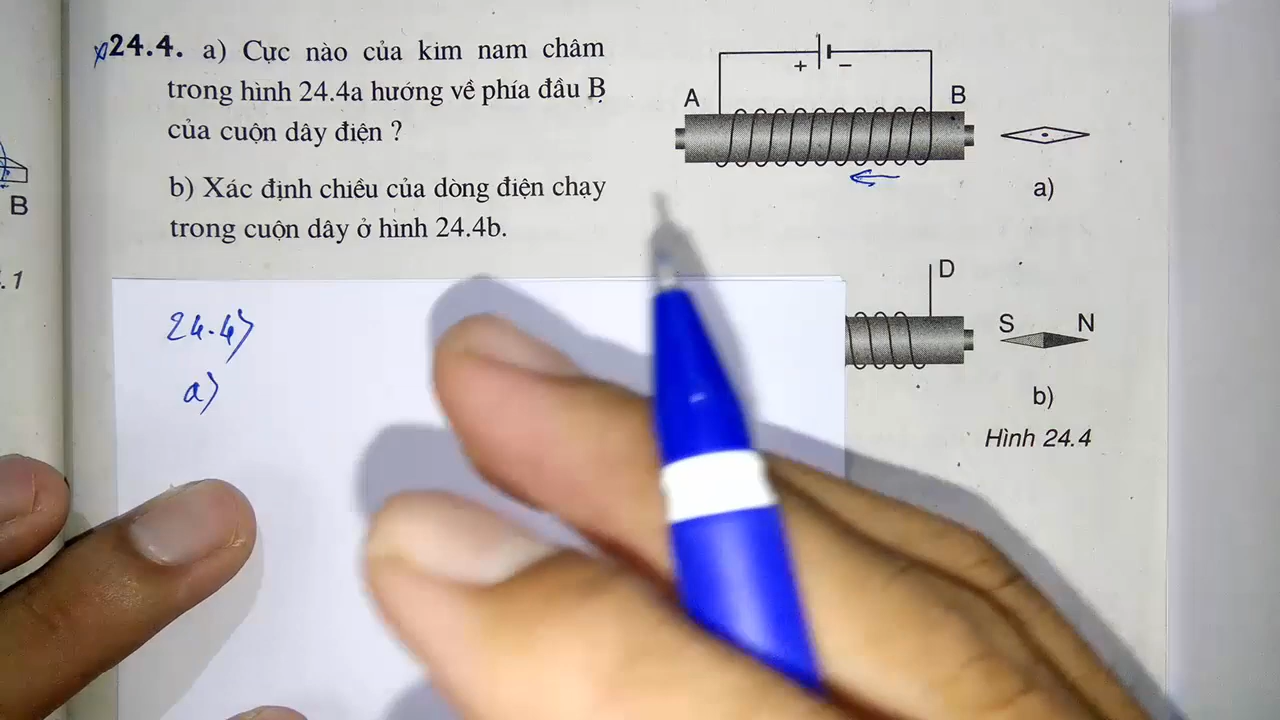 24.4. a) Cực nào của kim nam châm
trong hình 24.4a hướng về phía đầu B
của cuộn dây điện ?
b) Xác định chiều của dòng điện chạy
trong cuộn dây ở hình 24.4b.
A
+ −
B
a)
D
S N
b)
Hình 24.4
24.4)
a)
B
.1